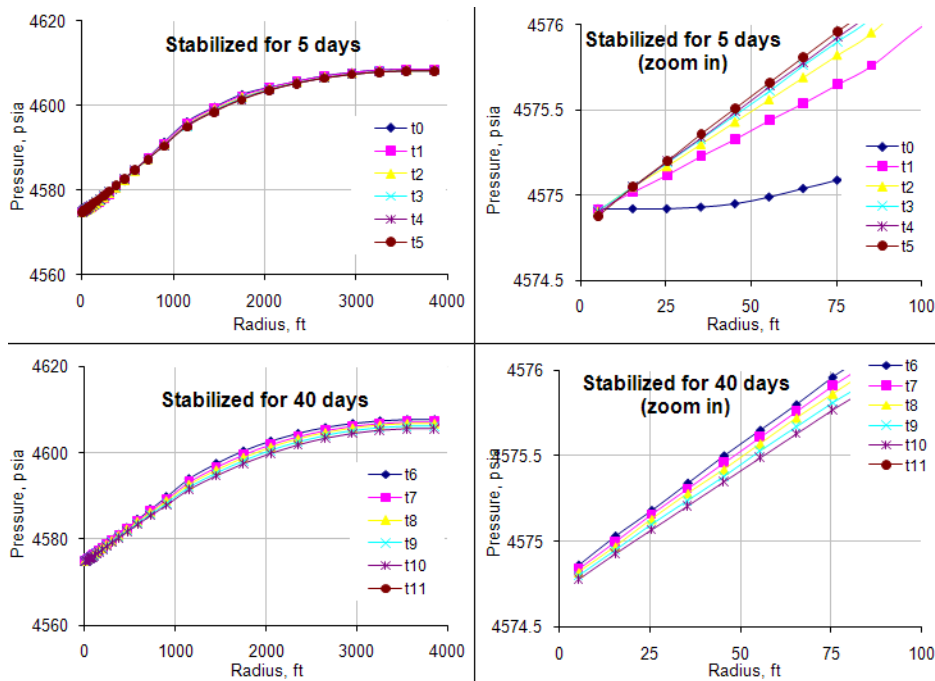 4620
4600
4580
4560
Pressure, psia
Stabilized for 5 days
t0
t1
t2
t3
t4
t5
0
1000
2000
3000
4000
Radius, ft
4576
4575.5
4575
4574.5
Pressure, psia
Stabilized for 5 days
(zoom in)
t0
t1
t2
t3
t4
t5
0
25
50
75
100
Radius, ft
4620
4600
4580
4560
Pressure, psia
Stabilized for 40 days
t6
t7
t8
t9
t10
t11
0
1000
2000
3000
4000
Radius, ft
4576
4575.5
4575
4574.5
Pressure, psia
Stabilized for 40 days
(zoom in)
t6
t7
t8
t9
t10
t11
0
25
50
75
100
Radius, ft